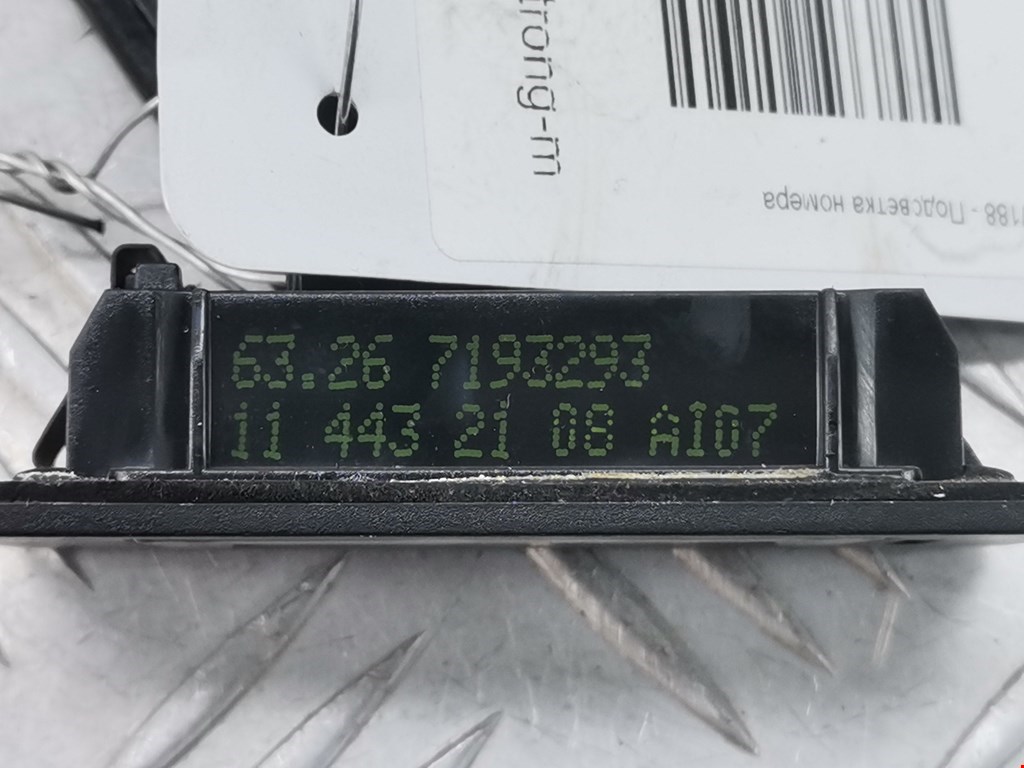 trong-m
188 - Подсветка номера
63.26 7193293
11 443 21 08 A107